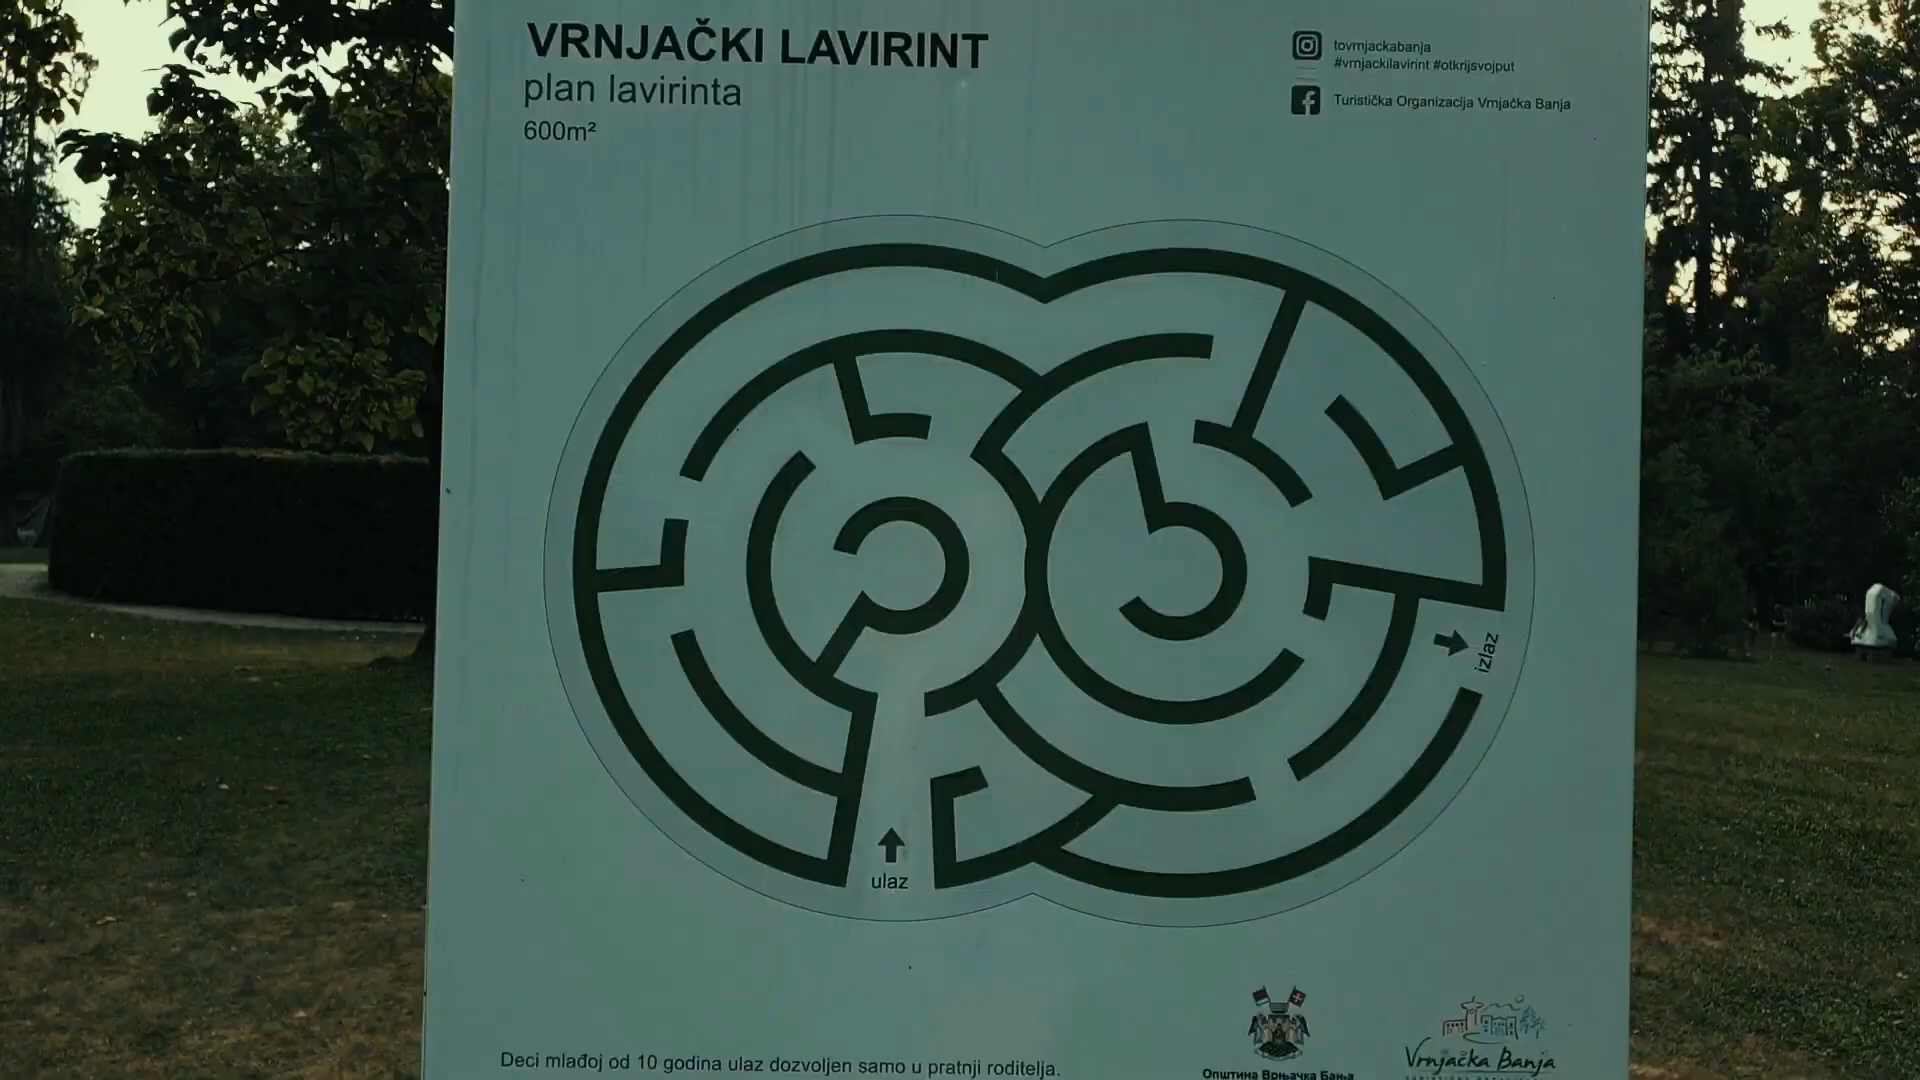 VRNJAČKI LAVIRINT
plan lavirinta
600m²
tovrnjackabanja
#vrnjackilavirint #otkrijsvojput
Turistička Organizacija Vrnjačka Banja
izlaz
ulaz
Deci mlađoj od 10 godina ulaz dozvoljen samo u pratnji roditelja.
Општина Врњачка Бања
Vrnjačka Banja